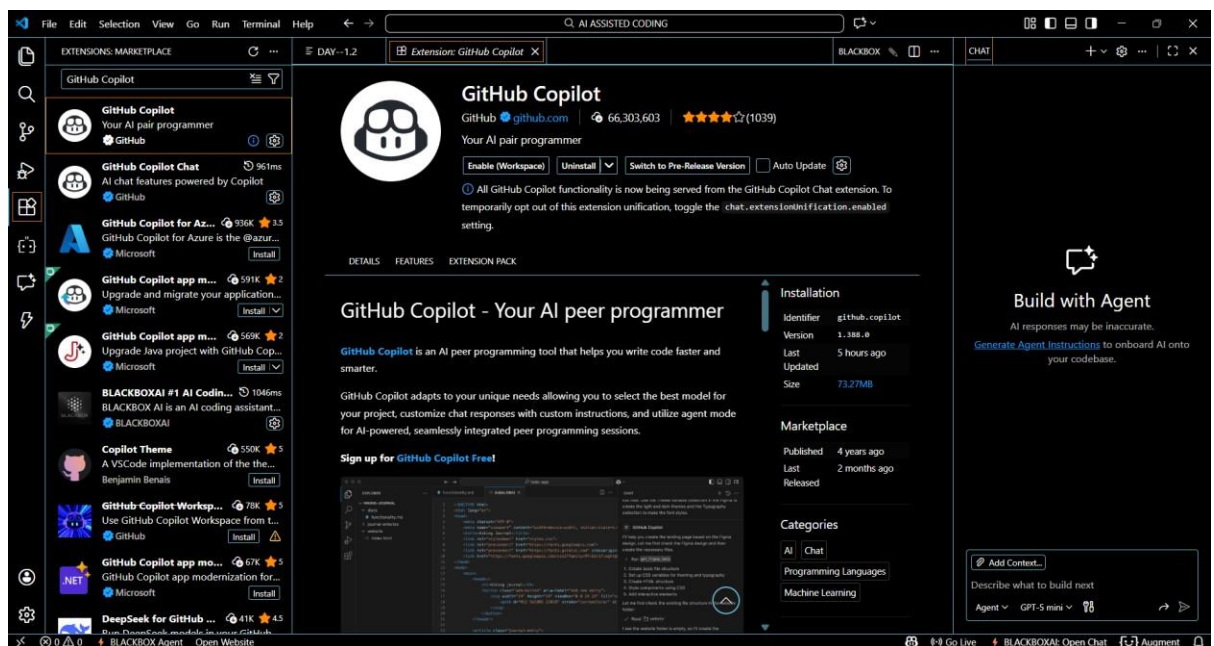 File Edit Selection View Go Run Terminal Help
AI ASSISTED CODING
EXTENSIONS: MARKETPLACE
GitHub Copilot
GitHub Copilot
Your AI pair programmer
GitHub
GitHub Copilot Chat 961ms
AI chat features powered by Copilot
GitHub
GitHub Copilot for Az... 936K 3.5
GitHub Copilot for Azure is the @azur...
Microsoft Install
GitHub Copilot app m... 591K 2
Upgrade and migrate your application...
Microsoft Install
GitHub Copilot app m... 569K 2
Upgrade Java project with GitHub Cop...
Microsoft Install
BLACKBOXAI #1 AI Codin... 1046ms
BLACKBOX AI is an AI coding assistant...
BLACKBOXAI
Copilot Theme 550K 5
A VSCode implementation of the the...
Benjamin Benais Install
GitHub Copilot Worksp... 78K 5
Use GitHub Copilot Workspace from t...
GitHub Install
GitHub Copilot app mo... 67K 5
GitHub Copilot app modernization for...
Microsoft Install
.NET
DeepSeek for GitHub ... 41K 4.5
Run DeepSeek models in your GitHub
DAY--1.2
Extension: GitHub Copilot
BLACKBOX
GitHub Copilot
GitHub github.com 66,303,603 (1039)
Your AI pair programmer
Enable (Workspace) Uninstall Switch to Pre-Release Version Auto Update
All GitHub Copilot functionality is now being served from the GitHub Copilot Chat extension. To
temporarily opt out of this extension unification, toggle the chat.extensionUnification.enabled
setting.
DETAILS FEATURES EXTENSION PACK
GitHub Copilot - Your AI peer programmer
GitHub Copilot is an AI peer programming tool that helps you write code faster and
smarter.
GitHub Copilot adapts to your unique needs allowing you to select the best model for
your project, customize chat responses with custom instructions, and utilize agent mode
for AI-powered, seamlessly integrated peer programming sessions.
Sign up for GitHub Copilot Free!
Installation
Identifier github.copilot
Version 1.388.0
Last Updated 5 hours ago
Size 73.27MB
Marketplace
Published 4 years ago
Last Released 2 months ago
Categories
AI Chat
Programming Languages
Machine Learning
CHAT
Build with Agent
AI responses may be inaccurate.
Generate Agent Instructions to onboard AI onto
your codebase.
Add Context...
Describe what to build next
Agent GPT-5 mini
0 0 BLACKBOX Agent Open Website
Go Live BLACKBOXAI: Open Chat Augment